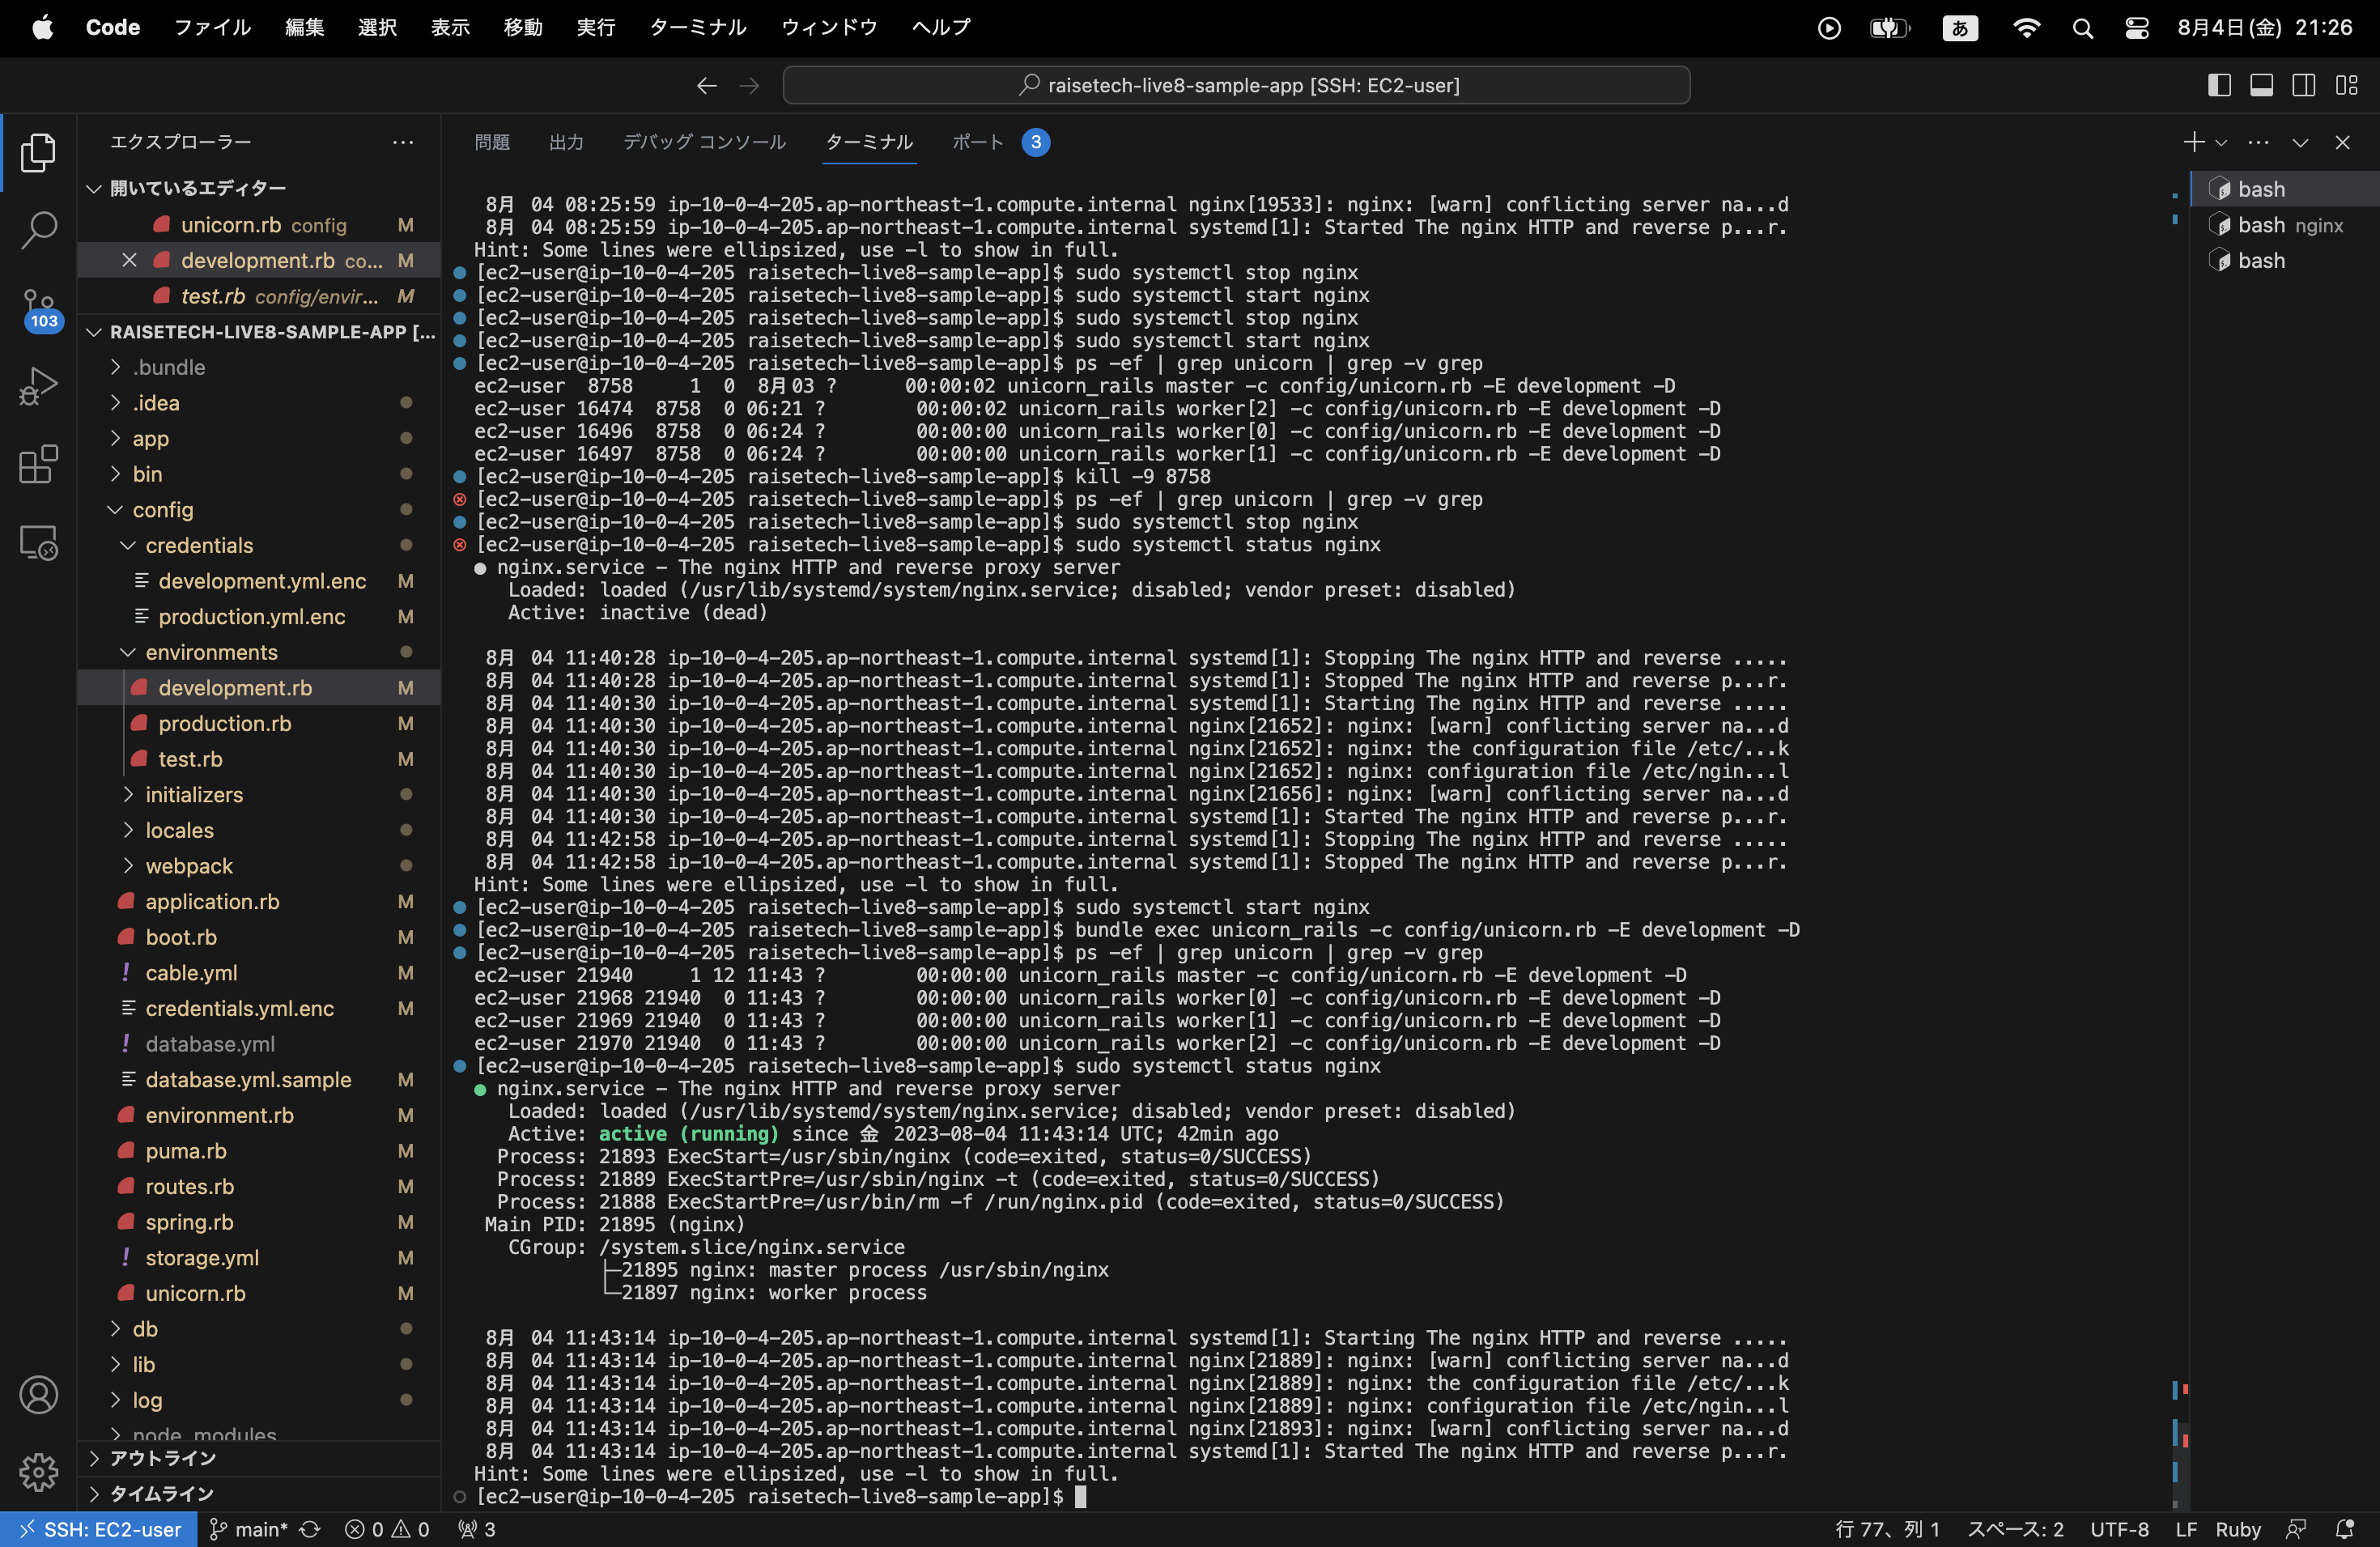 Code ファイル 編集 選択 表示 移動 実行 ターミナル ウィンドウ ヘルプ あ 8月4日(金) 21:26
raisetech-live8-sample-app [SSH: EC2-user]
エクスプローラー
開いているエディター
unicorn.rb config M
development.rb co... M
test.rb config/envir... M
RAISETECH-LIVE8-SAMPLE-APP [...
.bundle
.idea
app
bin
config
credentials
development.yml.enc M
production.yml.enc M
environments
development.rb M
production.rb M
test.rb M
initializers
locales
webpack
application.rb M
boot.rb M
cable.yml M
credentials.yml.enc M
database.yml
database.yml.sample M
environment.rb M
puma.rb M
routes.rb M
spring.rb M
storage.yml M
unicorn.rb M
db
lib
log
node_modules
アウトライン
タイムライン
103
問題 出力 デバッグ コンソール ターミナル ポート 3
8月 04 08:25:59 ip-10-0-4-205.ap-northeast-1.compute.internal nginx[19533]: nginx: [warn] conflicting server na...d
8月 04 08:25:59 ip-10-0-4-205.ap-northeast-1.compute.internal systemd[1]: Started The nginx HTTP and reverse p...r.
Hint: Some lines were ellipsized, use -l to show in full.
[ec2-user@ip-10-0-4-205 raisetech-live8-sample-app]$ sudo systemctl stop nginx
[ec2-user@ip-10-0-4-205 raisetech-live8-sample-app]$ sudo systemctl start nginx
[ec2-user@ip-10-0-4-205 raisetech-live8-sample-app]$ sudo systemctl stop nginx
[ec2-user@ip-10-0-4-205 raisetech-live8-sample-app]$ sudo systemctl start nginx
[ec2-user@ip-10-0-4-205 raisetech-live8-sample-app]$ ps -ef | grep unicorn | grep -v grep
ec2-user 8758 1 0 8月03 ? 00:00:02 unicorn_rails master -c config/unicorn.rb -E development -D
ec2-user 16474 8758 0 06:21 ? 00:00:02 unicorn_rails worker[2] -c config/unicorn.rb -E development -D
ec2-user 16496 8758 0 06:24 ? 00:00:00 unicorn_rails worker[0] -c config/unicorn.rb -E development -D
ec2-user 16497 8758 0 06:24 ? 00:00:00 unicorn_rails worker[1] -c config/unicorn.rb -E development -D
[ec2-user@ip-10-0-4-205 raisetech-live8-sample-app]$ kill -9 8758
[ec2-user@ip-10-0-4-205 raisetech-live8-sample-app]$ ps -ef | grep unicorn | grep -v grep
[ec2-user@ip-10-0-4-205 raisetech-live8-sample-app]$ sudo systemctl stop nginx
[ec2-user@ip-10-0-4-205 raisetech-live8-sample-app]$ sudo systemctl status nginx
● nginx.service - The nginx HTTP and reverse proxy server
Loaded: loaded (/usr/lib/systemd/system/nginx.service; disabled; vendor preset: disabled)
Active: inactive (dead)
8月 04 11:40:28 ip-10-0-4-205.ap-northeast-1.compute.internal systemd[1]: Stopping The nginx HTTP and reverse .....
8月 04 11:40:28 ip-10-0-4-205.ap-northeast-1.compute.internal systemd[1]: Stopped The nginx HTTP and reverse p...r.
8月 04 11:40:30 ip-10-0-4-205.ap-northeast-1.compute.internal systemd[1]: Starting The nginx HTTP and reverse .....
8月 04 11:40:30 ip-10-0-4-205.ap-northeast-1.compute.internal nginx[21652]: nginx: [warn] conflicting server na...d
8月 04 11:40:30 ip-10-0-4-205.ap-northeast-1.compute.internal nginx[21652]: nginx: the configuration file /etc/...k
8月 04 11:40:30 ip-10-0-4-205.ap-northeast-1.compute.internal nginx[21652]: nginx: configuration file /etc/ngin...l
8月 04 11:40:30 ip-10-0-4-205.ap-northeast-1.compute.internal nginx[21656]: nginx: [warn] conflicting server na...d
8月 04 11:40:30 ip-10-0-4-205.ap-northeast-1.compute.internal systemd[1]: Started The nginx HTTP and reverse p...r.
8月 04 11:42:58 ip-10-0-4-205.ap-northeast-1.compute.internal systemd[1]: Stopping The nginx HTTP and reverse .....
8月 04 11:42:58 ip-10-0-4-205.ap-northeast-1.compute.internal systemd[1]: Stopped The nginx HTTP and reverse p...r.
Hint: Some lines were ellipsized, use -l to show in full.
[ec2-user@ip-10-0-4-205 raisetech-live8-sample-app]$ sudo systemctl start nginx
[ec2-user@ip-10-0-4-205 raisetech-live8-sample-app]$ bundle exec unicorn_rails -c config/unicorn.rb -E development -D
[ec2-user@ip-10-0-4-205 raisetech-live8-sample-app]$ ps -ef | grep unicorn | grep -v grep
ec2-user 21940 1 12 11:43 ? 00:00:00 unicorn_rails master -c config/unicorn.rb -E development -D
ec2-user 21968 21940 0 11:43 ? 00:00:00 unicorn_rails worker[0] -c config/unicorn.rb -E development -D
ec2-user 21969 21940 0 11:43 ? 00:00:00 unicorn_rails worker[1] -c config/unicorn.rb -E development -D
ec2-user 21970 21940 0 11:43 ? 00:00:00 unicorn_rails worker[2] -c config/unicorn.rb -E development -D
[ec2-user@ip-10-0-4-205 raisetech-live8-sample-app]$ sudo systemctl status nginx
● nginx.service - The nginx HTTP and reverse proxy server
Loaded: loaded (/usr/lib/systemd/system/nginx.service; disabled; vendor preset: disabled)
Active: active (running) since 金 2023-08-04 11:43:14 UTC; 42min ago
Process: 21893 ExecStart=/usr/sbin/nginx (code=exited, status=0/SUCCESS)
Process: 21889 ExecStartPre=/usr/sbin/nginx -t (code=exited, status=0/SUCCESS)
Process: 21888 ExecStartPre=/usr/bin/rm -f /run/nginx.pid (code=exited, status=0/SUCCESS)
Main PID: 21895 (nginx)
CGroup: /system.slice/nginx.service
├─21895 nginx: master process /usr/sbin/nginx
└─21897 nginx: worker process
8月 04 11:43:14 ip-10-0-4-205.ap-northeast-1.compute.internal systemd[1]: Starting The nginx HTTP and reverse .....
8月 04 11:43:14 ip-10-0-4-205.ap-northeast-1.compute.internal nginx[21889]: nginx: [warn] conflicting server na...d
8月 04 11:43:14 ip-10-0-4-205.ap-northeast-1.compute.internal nginx[21889]: nginx: the configuration file /etc/...k
8月 04 11:43:14 ip-10-0-4-205.ap-northeast-1.compute.internal nginx[21889]: nginx: configuration file /etc/ngin...l
8月 04 11:43:14 ip-10-0-4-205.ap-northeast-1.compute.internal nginx[21893]: nginx: [warn] conflicting server na...d
8月 04 11:43:14 ip-10-0-4-205.ap-northeast-1.compute.internal systemd[1]: Started The nginx HTTP and reverse p...r.
Hint: Some lines were ellipsized, use -l to show in full.
[ec2-user@ip-10-0-4-205 raisetech-live8-sample-app]$
bash
bash nginx
bash
SSH: EC2-user main* 0 0 3 行 77、列 1 スペース: 2 UTF-8 LF Ruby